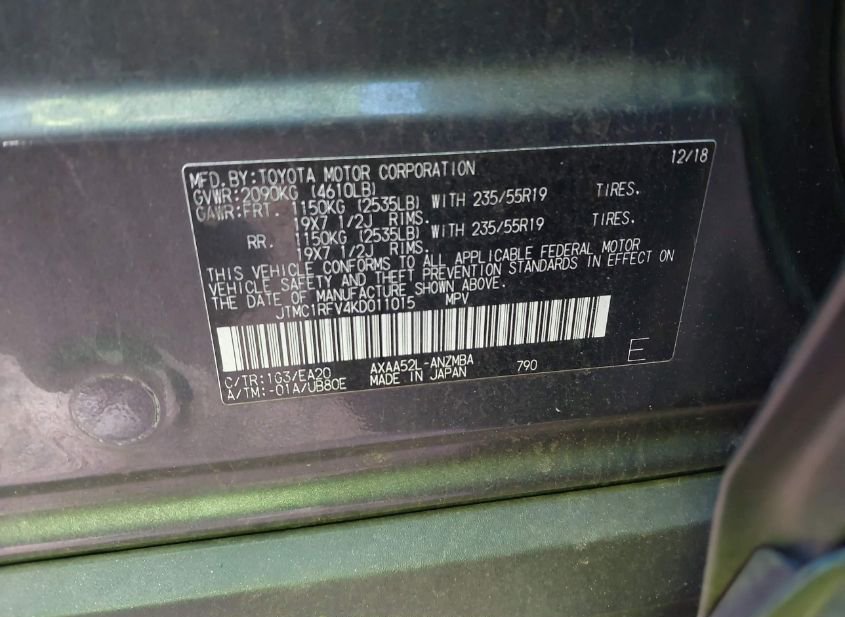 MFD.BY:TOYOTA MOTOR CORPORATION 12/18
GVWR:2090KG (4610LB)
GAWR:FRT. 1150KG (2535LB) WITH 235/55R19 TIRES.
19X7 1/2J RIMS.
RR. 1150KG (2535LB) WITH 235/55R19 TIRES.
19X7 1/2J RIMS.
THIS VEHICLE CONFORMS TO ALL APPLICABLE FEDERAL MOTOR
VEHICLE SAFETY AND THEFT PREVENTION STANDARDS IN EFFECT ON
THE DATE OF MANUFACTURE SHOWN ABOVE.
JTMC1RFV4KD011015 MPV
C/TR:1G3/EA20 AXAA52L-ANZMBA 790 E
A/TM:-01A/UB80E MADE IN JAPAN